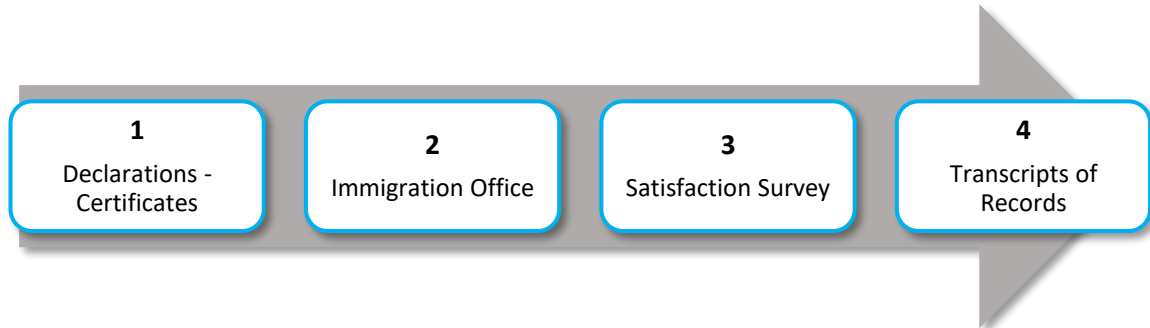 1
Declarations -
Certificates
2
Immigration Office
3
Satisfaction Survey
4
Transcripts of
Records